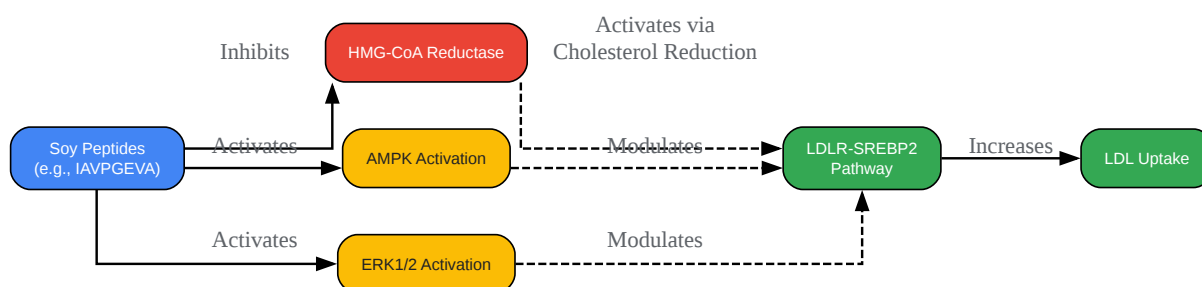 Activates via
Cholesterol Reduction
Inhibits
HMG-CoA Reductase
Soy Peptides
(e.g., IAVPGEVA)
Activates
AMPK Activation
Modulates
LDLR-SREBP2
Pathway
Increases
LDL Uptake
Activates
ERK1/2 Activation
Modulates